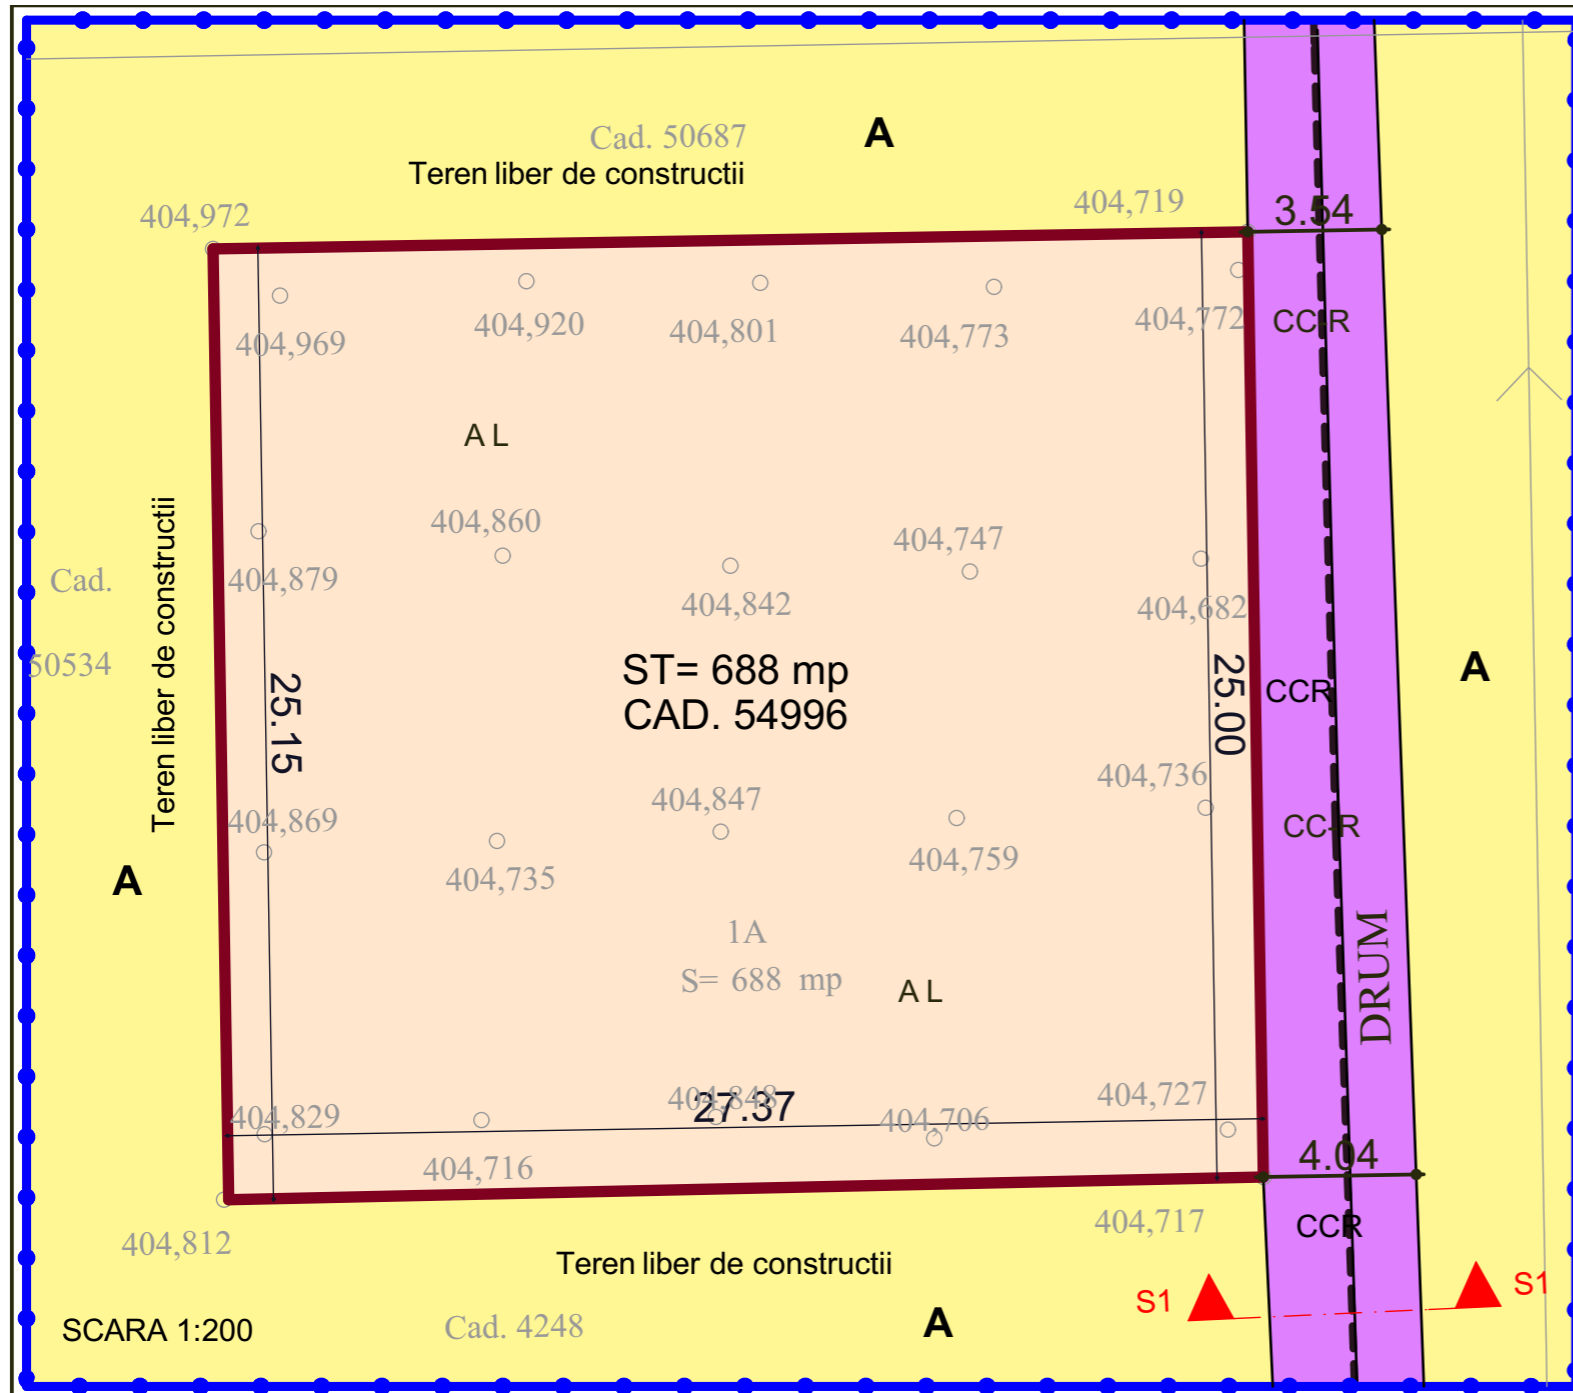 Cad. 50687
A
Teren liber de constructii
404,972
404,719
3.54
404,969
404,920
404,801
404,773
404,772
CC-R
A L
404,860
404,747
404,879
404,842
404,682
Cad.
50534
Teren liber de constructii
ST= 688 mp
CAD. 54996
25.15
25.00
CCR
A
404,869
404,847
404,736
CC-R
404,735
404,759
A
1A
S= 688 mp
A L
DRUM
404,829
404,848
27.37
404,706
404,727
404,716
4.04
404,812
404,717
CCR
Teren liber de constructii
S1
S1
SCARA 1:200
Cad. 4248
A